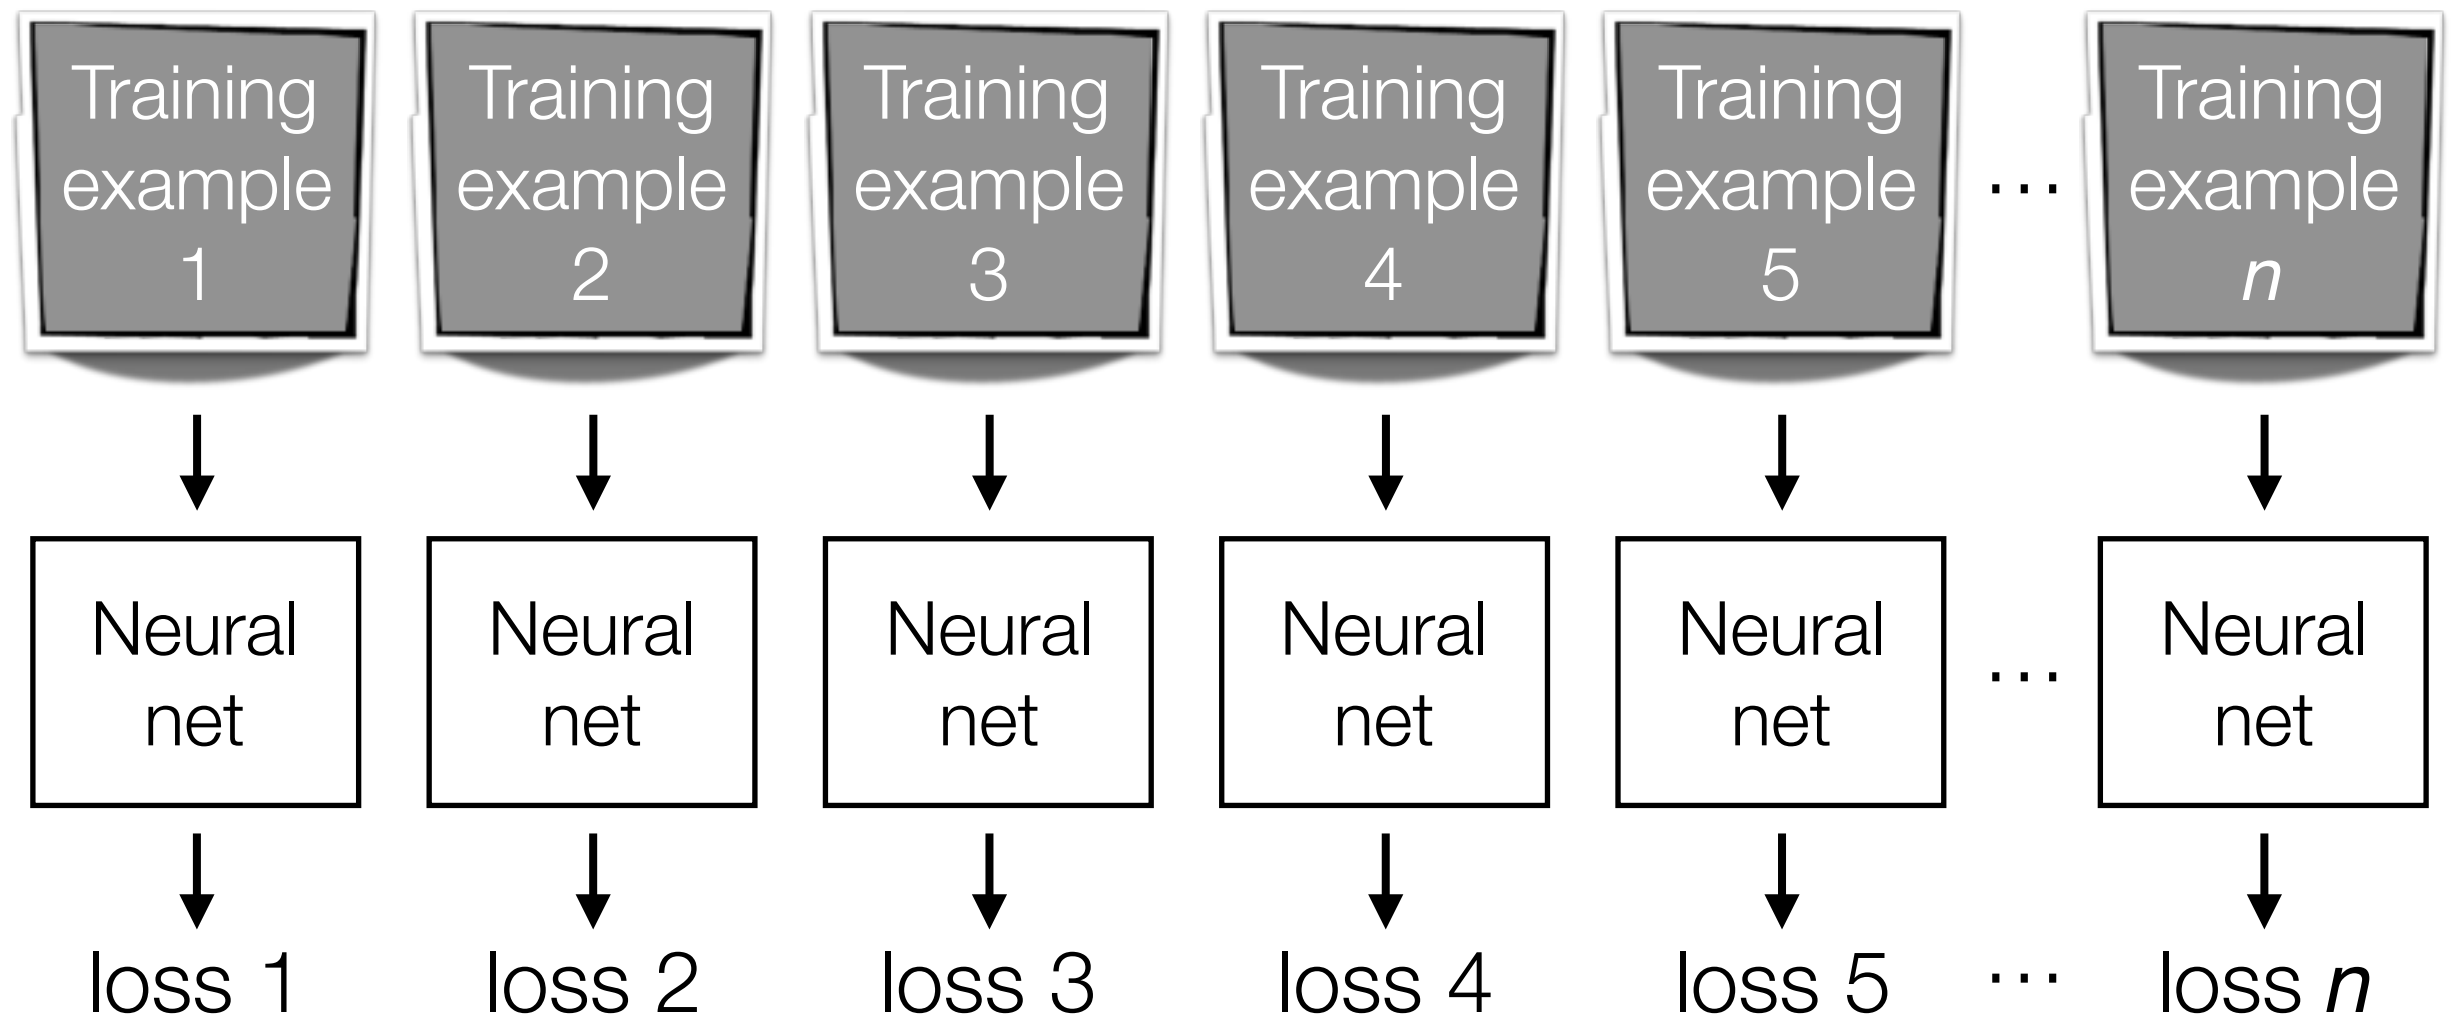 Training
example
1
Training
example
2
Training
example
3
Training
example
4
Training
example
5
...
Training
example
n
Neural
net
Neural
net
Neural
net
Neural
net
Neural
net
...
Neural
net
loss 1
loss 2
loss 3
loss 4
loss 5
...
loss n